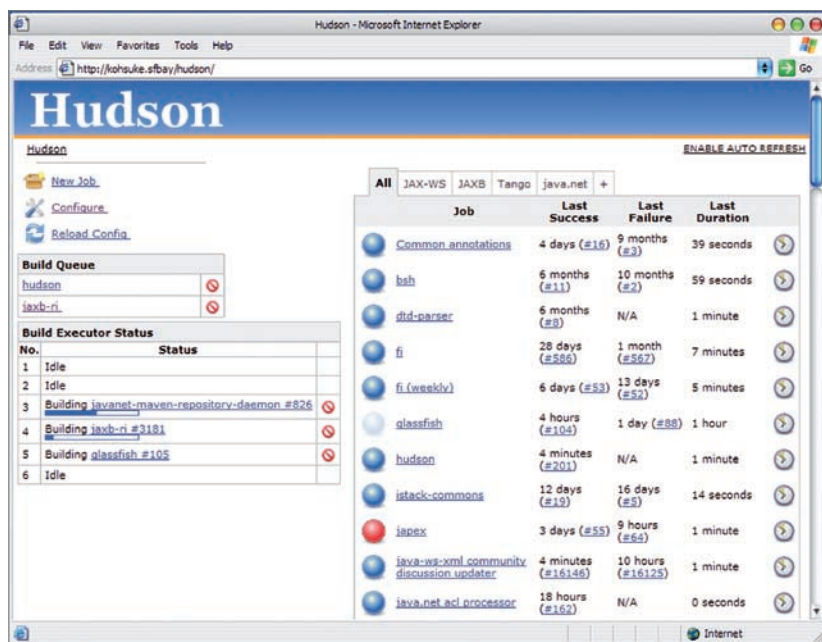 Hudson - Microsoft Internet Explorer
File Edit View Favorites Tools Help
Address http://kohsuke.sfbay/hudson/ Go
Hudson
Hudson ENABLE AUTO REFRESH
New Job
Configure
Reload Config
Build Queue
hudson
jaxb-ri
Build Executor Status
No. Status
1 Idle
2 Idle
3 Building javanet-maven-repository-daemon #826
4 Building jaxb-ri #3181
5 Building glassfish #105
6 Idle
All JAX-WS JAXB Tango java.net +
Job Last Success Last Failure Last Duration
Common annotations 4 days (#16) 9 months (#3) 39 seconds
bsh 6 months (#11) 10 months (#2) 59 seconds
dtd-parser 6 months (#8) N/A 1 minute
fi 28 days (#586) 1 month (#567) 7 minutes
fi (weekly) 6 days (#53) 13 days (#52) 5 minutes
glassfish 4 hours (#104) 1 day (#88) 1 hour
hudson 4 minutes (#201) N/A 1 minute
istack-commons 12 days (#19) 16 days (#5) 14 seconds
japex 3 days (#55) 9 hours (#64) 1 minute
java-ws-xml community discussion updater 4 minutes (#16146) 10 hours (#16125) 1 minute
java.net acl processor 18 hours (#162) N/A 0 seconds
Internet